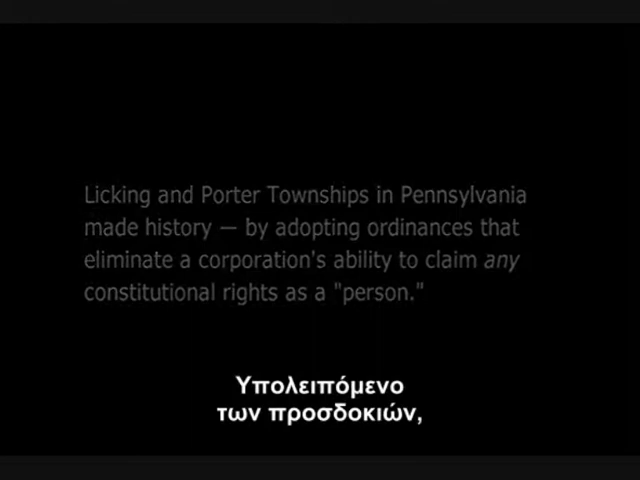 Licking and Porter Townships in Pennsylvania
made history — by adopting ordinances that
eliminate a corporation's ability to claim any
constitutional rights as a "person."
Υπολειπόμενο
των προσδοκιών,